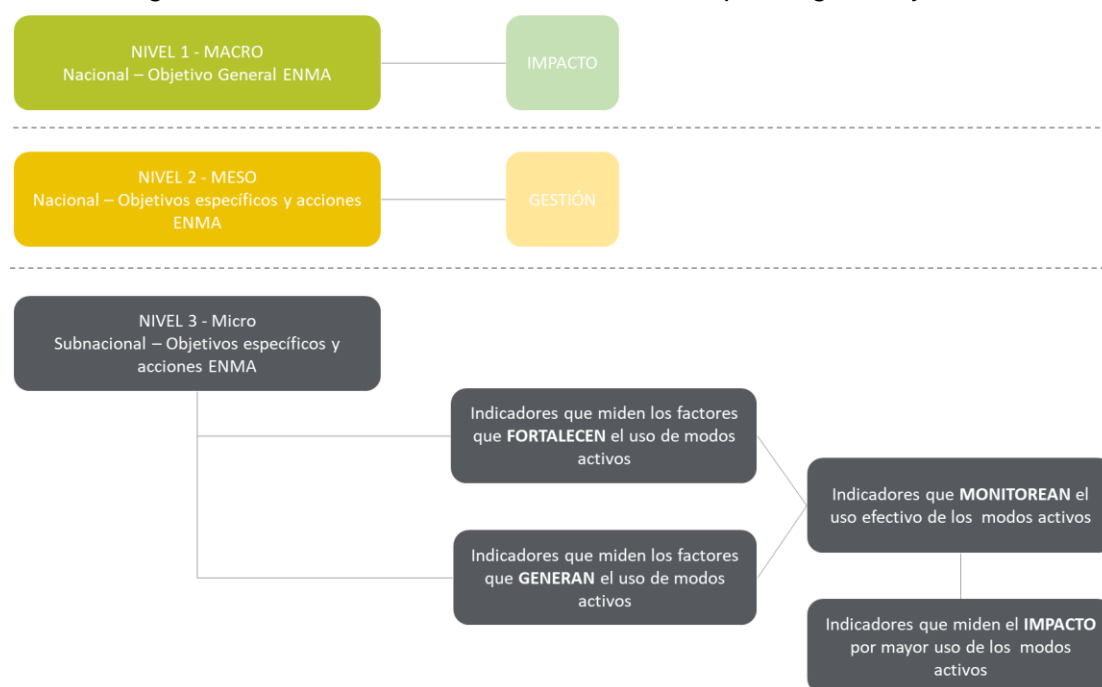 NIVEL 1 - MACRO
Nacional – Objetivo General ENMA
IMPACTO
NIVEL 2 - MESO
Nacional – Objetivos específicos y acciones
ENMA
GESTIÓN
NIVEL 3 - Micro
Subnacional – Objetivos específicos y
acciones ENMA
Indicadores que miden los factores
que FORTALECEN el uso de modos
activos
Indicadores que miden los factores
que GENERAN el uso de modos
activos
Indicadores que MONITOREAN el
uso efectivo de los modos activos
Indicadores que miden el IMPACTO
por mayor uso de los modos
activos